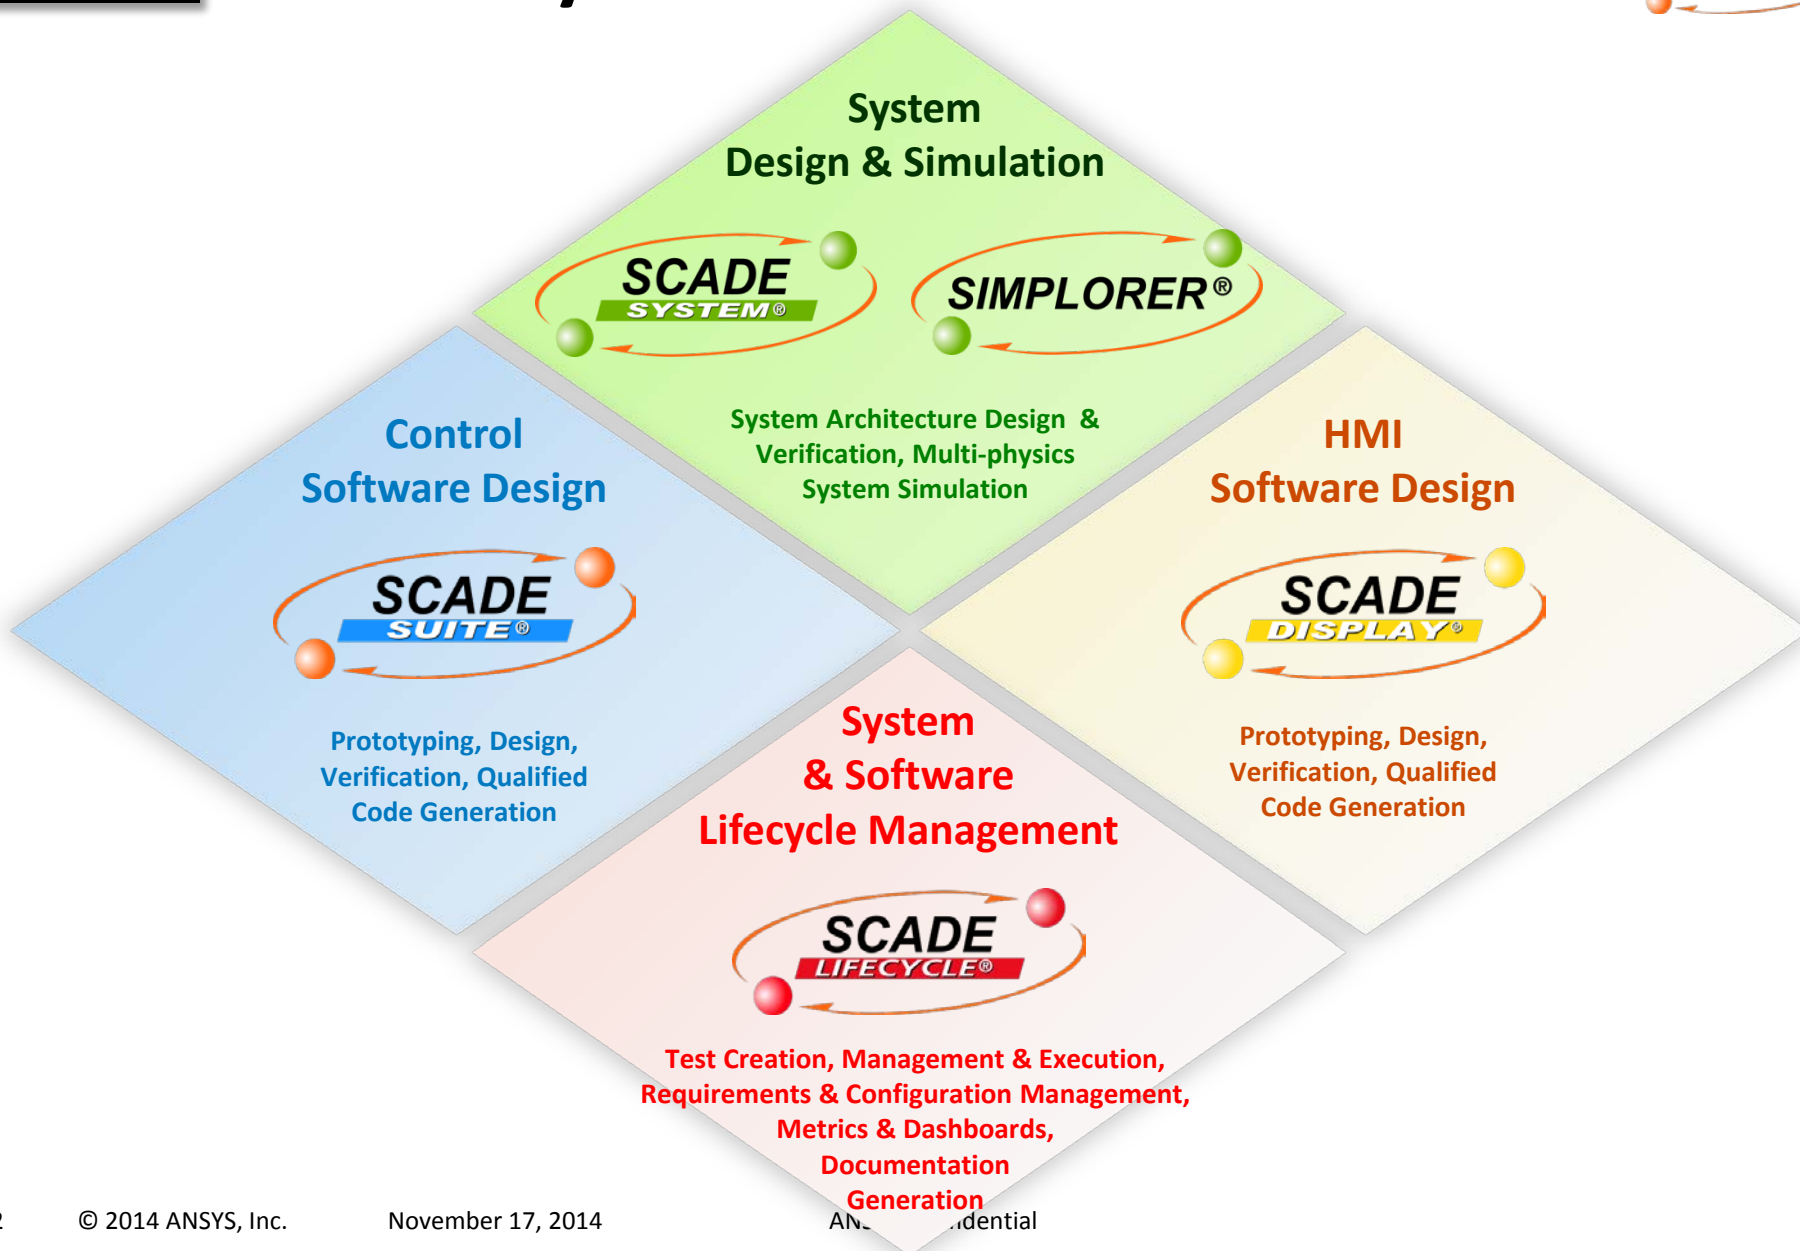 System
Design & Simulation
SCADE
SYSTEM®
SIMPLORER®
System Architecture Design &
Verification, Multi-physics
System Simulation
Control
Software Design
SCADE
SUITE®
Prototyping, Design,
Verification, Qualified
Code Generation
HMI
Software Design
SCADE
DISPLAY®
Prototyping, Design,
Verification, Qualified
Code Generation
System
& Software
Lifecycle Management
SCADE
LIFECYCLE®
Test Creation, Management & Execution,
Requirements & Configuration Management,
Metrics & Dashboards,
Documentation
Generation
2 © 2014 ANSYS, Inc. November 17, 2014